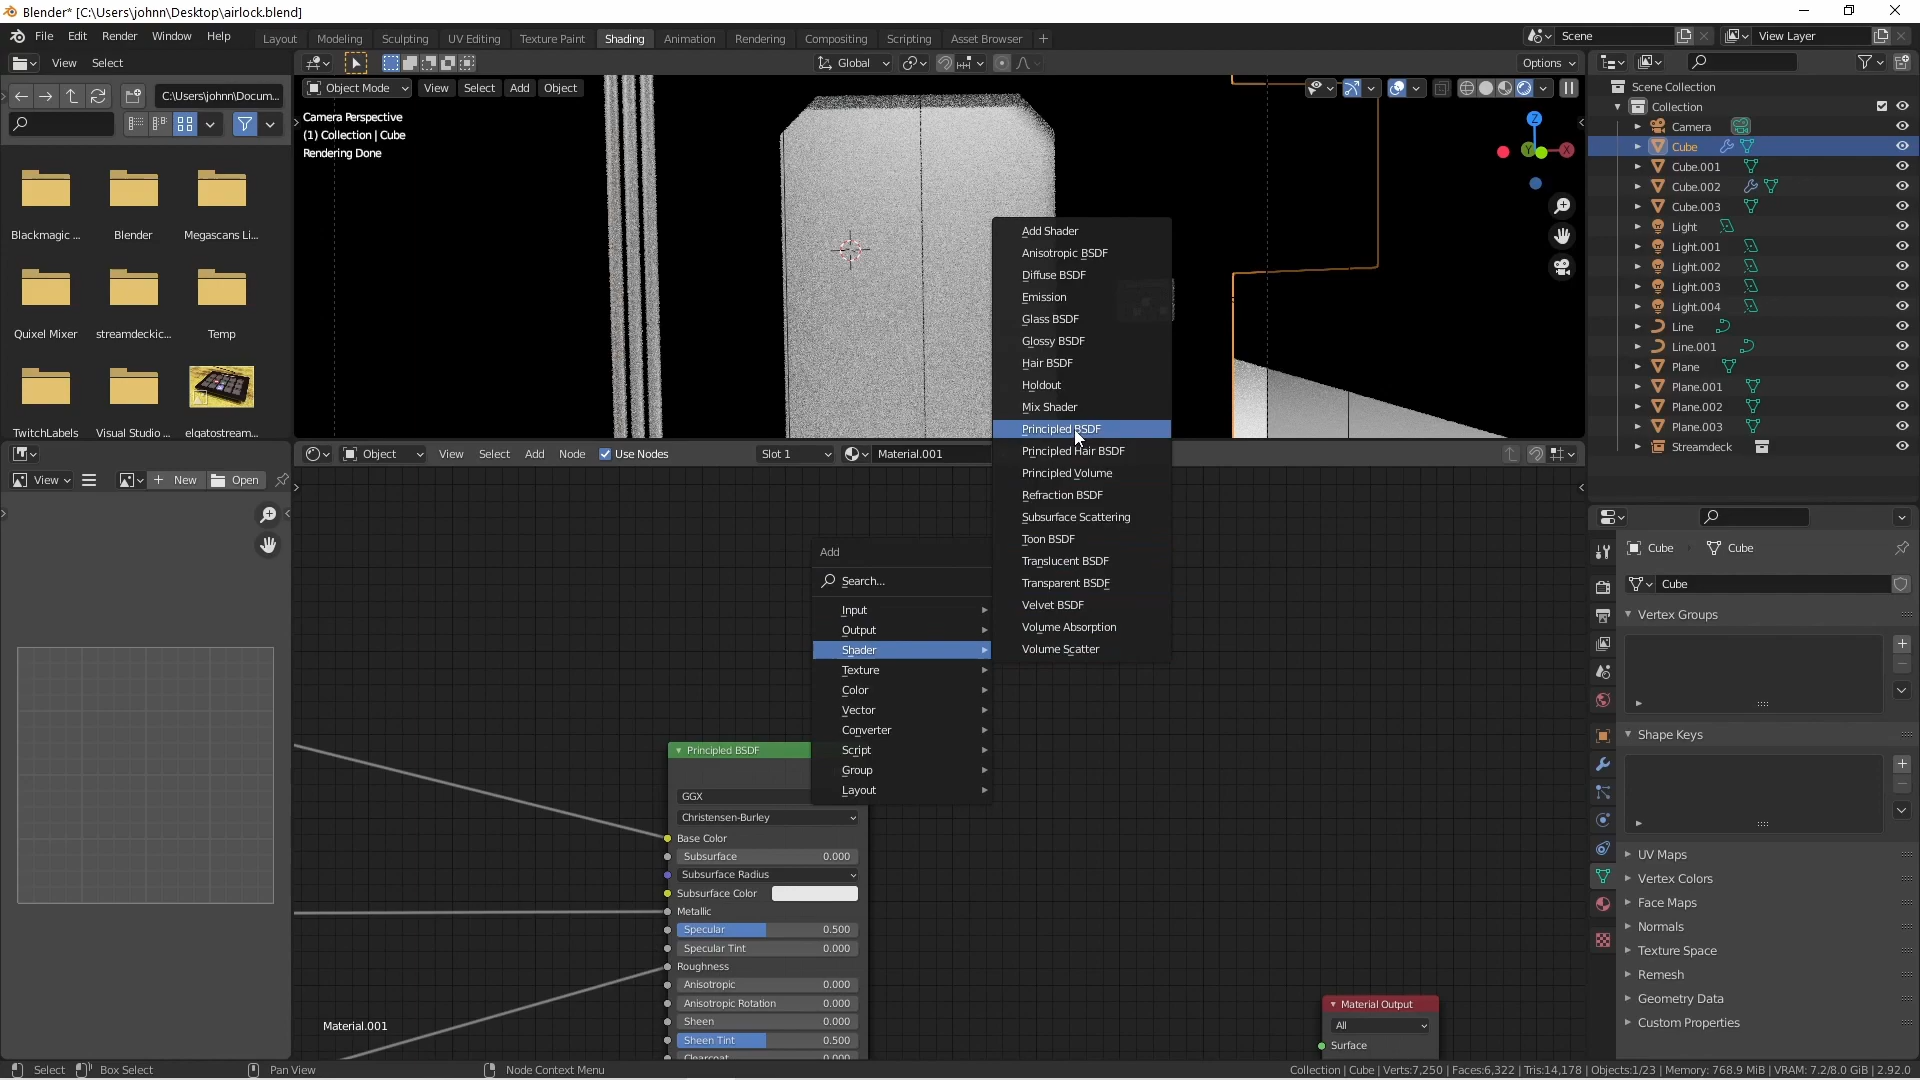 Blender* [C:\Users\johnn\Desktop\airlock.blend]
File Edit Render Window Help
Layout Modeling Sculpting UV Editing Texture Paint Shading Animation Rendering Compositing Scripting Asset Browser
Scene
View Layer
View Select
Global
Options
C:\Users\johnn\Docum...
Object Mode View Select Add Object
Camera Perspective
(1) Collection | Cube
Rendering Done
Z
Y
X
Blackmagic ...
Blender
Megascans Li...
Quixel Mixer
streamdeckic...
Temp
TwitchLabels
Visual Studio ...
elgatostream...
Scene Collection
Collection
Camera
Cube
Cube.001
Cube.002
Cube.003
Light
Light.001
Light.002
Light.003
Light.004
Line
Line.001
Plane
Plane.001
Plane.002
Plane.003
Streamdeck
Add Shader
Anisotropic BSDF
Diffuse BSDF
Emission
Glass BSDF
Glossy BSDF
Hair BSDF
Holdout
Mix Shader
Principled BSDF
Principled Hair BSDF
Principled Volume
Refraction BSDF
Subsurface Scattering
Toon BSDF
Translucent BSDF
Transparent BSDF
Velvet BSDF
Volume Absorption
Volume Scatter
View New Open
Object View Select Add Node Use Nodes Slot 1 Material.001
Add
Search...
Input
Output
Shader
Texture
Color
Vector
Converter
Script
Group
Layout
Principled BSDF
GGX
Christensen-Burley
Base Color
Subsurface 0.000
Subsurface Radius
Subsurface Color
Metallic
Specular 0.500
Specular Tint 0.000
Roughness
Anisotropic 0.000
Anisotropic Rotation 0.000
Sheen 0.000
Sheen Tint 0.500
Clearcoat 0.000
Material.001
Material Output
All
Surface
Cube Cube
Cube
Vertex Groups
Shape Keys
UV Maps
Vertex Colors
Face Maps
Normals
Texture Space
Remesh
Geometry Data
Custom Properties
Select Box Select Pan View Node Context Menu
Collection | Cube | Verts:7,250 | Faces:6,322 | Tris:14,178 | Objects:1/23 | Memory: 768.9 MiB | VRAM: 7.2/8.0 GiB | 2.92.0